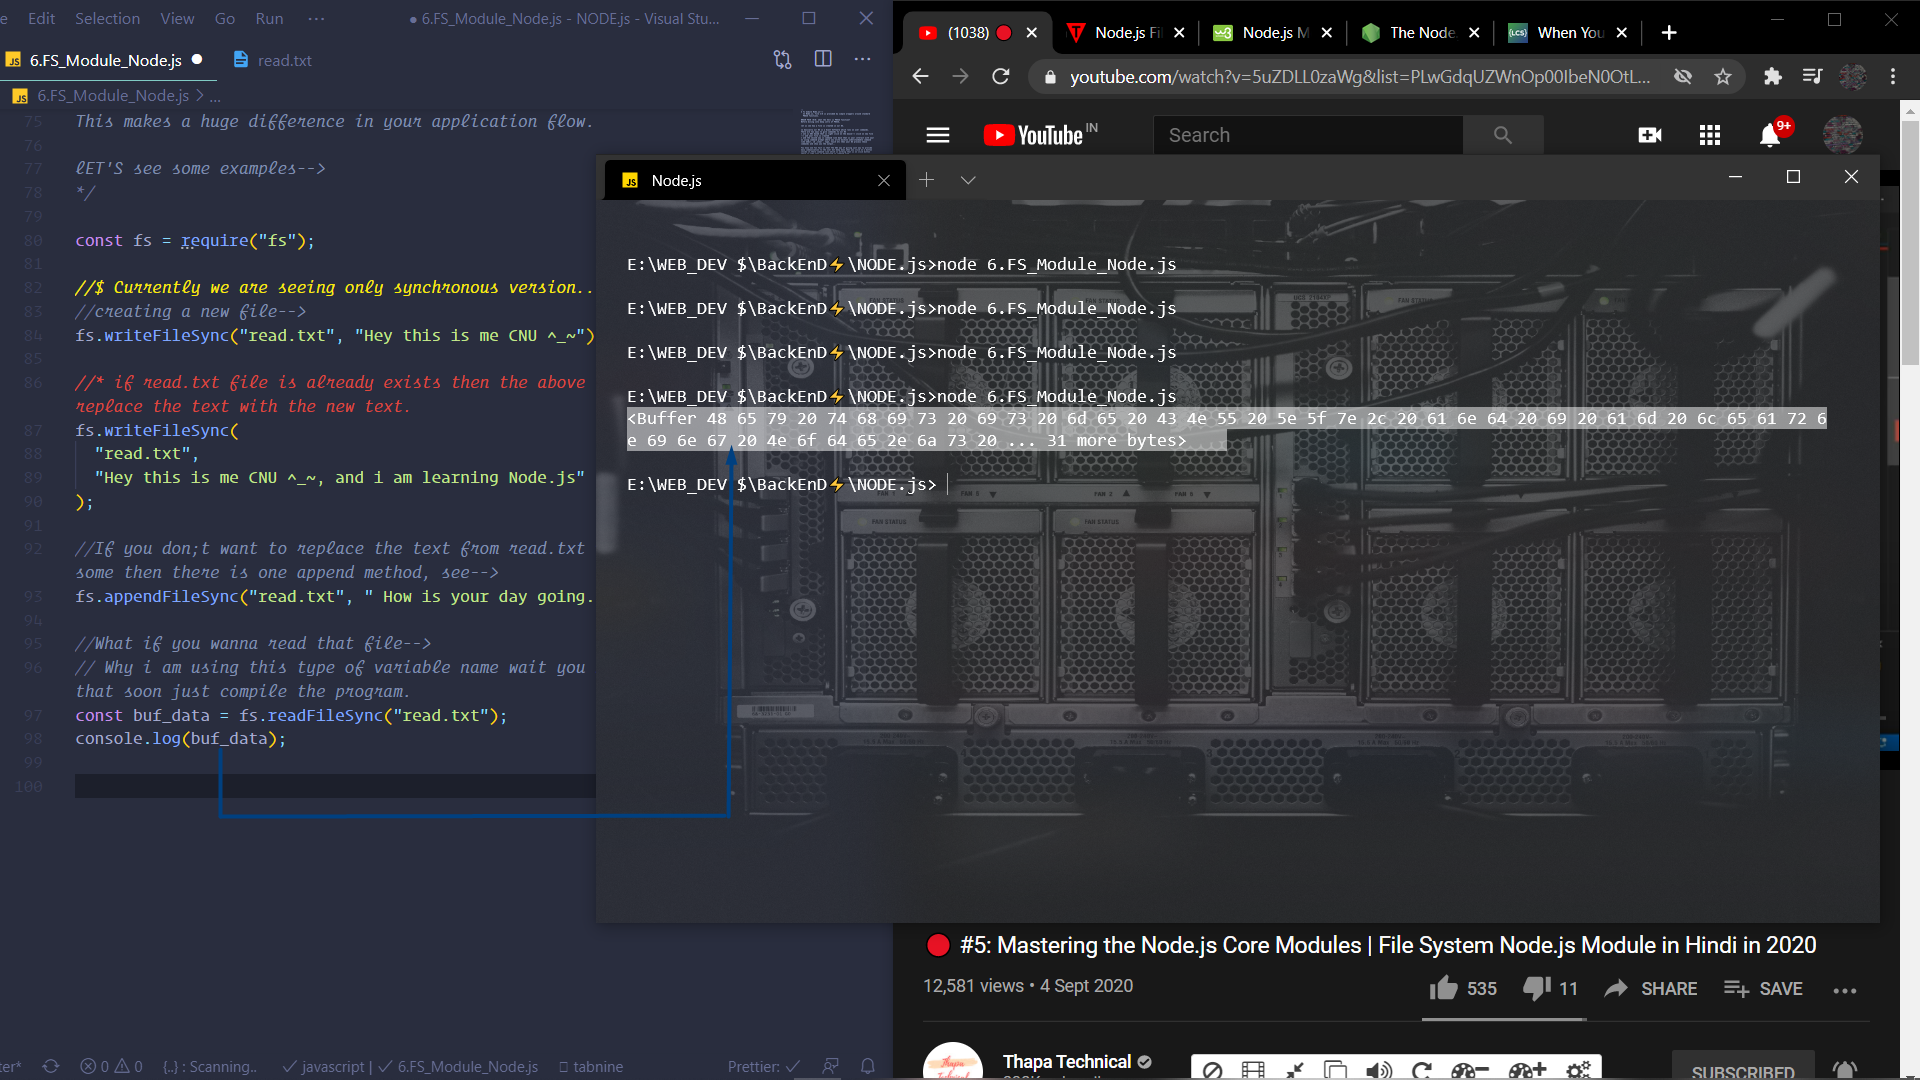 e Edit Selection View Go Run ···
● 6.FS_Module_Node.js - NODE.js - Visual Stu...
JS 6.FS_Module_Node.js ● read.txt
JS 6.FS_Module_Node.js > ...
75 This makes a huge difference in your application flow.
76
77 lET'S see some examples-->
78 */
79
80 const fs = require("fs");
81
82 //$ Currently we are seeing only synchronous version..
83 //creating a new file-->
84 fs.writeFileSync("read.txt", "Hey this is me CNU ^_~")
85
86 //* if read.txt file is already exists then the above
replace the text with the new text.
87 fs.writeFileSync(
88 "read.txt",
89 "Hey this is me CNU ^_~, and i am learning Node.js"
90 );
91
92 //If you don;t want to replace the text from read.txt
some then there is one append method, see-->
93 fs.appendFileSync("read.txt", " How is your day going.
94
95 //What if you wanna read that file-->
96 // Why i am using this type of variable name wait you
that soon just compile the program.
97 const buf_data = fs.readFileSync("read.txt");
98 console.log(buf_data);
99
100
ter* 0 0 {..} : Scanning.. javascript | 6.FS_Module_Node.js tabnine Prettier:
(1038) Node.js Fi Node.js M The Node. When You
youtube.com/watch?v=5uZDLL0zaWg&list=PLwGdqUZWnOp00IbeN0OtL...
YouTube IN Search 9+
JS Node.js
E:\WEB_DEV $\BackEnD⚡\NODE.js>node 6.FS_Module_Node.js
E:\WEB_DEV $\BackEnD⚡\NODE.js>node 6.FS_Module_Node.js
E:\WEB_DEV $\BackEnD⚡\NODE.js>node 6.FS_Module_Node.js
E:\WEB_DEV $\BackEnD⚡\NODE.js>node 6.FS_Module_Node.js
<Buffer 48 65 79 20 74 68 69 73 20 69 73 20 6d 65 20 43 4e 55 20 5e 5f 7e 2c 20 61 6e 64 20 69 20 61 6d 20 6c 65 61 72 6
e 69 6e 67 20 4e 6f 64 65 2e 6a 73 20 ... 31 more bytes>
E:\WEB_DEV $\BackEnD⚡\NODE.js>
🔴 #5: Mastering the Node.js Core Modules | File System Node.js Module in Hindi in 2020
12,581 views • 4 Sept 2020
535 11 SHARE SAVE ...
Thapa Technical
SUBSCRIBED